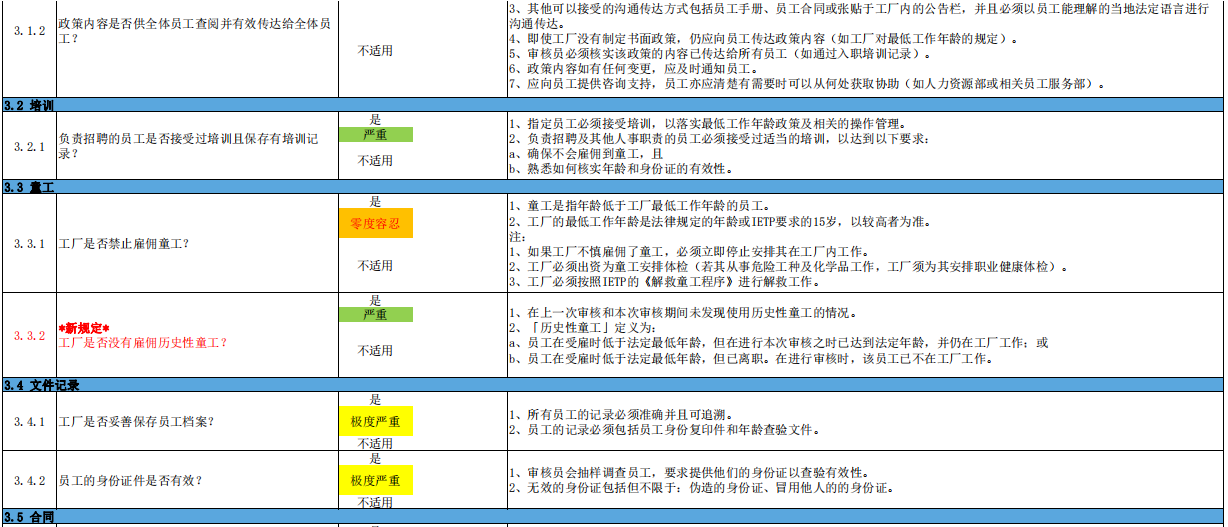 3、其他可以接受的沟通传达方式包括员工手册、员工合同或张贴于工厂内的公告栏，并且必须以员工能理解的当地法定语言进行
沟通传达。
3.1.2
政策内容是否供全体员工查阅并有效传达给全体员
工？
不适用
4、即使工厂没有制定书面政策，仍应向员工传达政策内容（如工厂对最低工作年龄的规定）。
5、审核员必须核实该政策的内容已传达给所有员工（如通过入职培训记录）。
6、政策内容如有任何变更，应及时通知员工。
7、应向员工提供咨询支持，员工亦应清楚有需要时可以从何处获取协助（如人力资源部或相关员工服务部）。
3.2 培训
3.2.1
负责招聘的员工是否接受过培训且保存有培训记
录？
是
严重
不适用
1、指定员工必须接受培训，以落实最低工作年龄政策及相关的操作管理。
2、负责招聘及其他人事职责的员工必须接受过适当的培训，以达到以下要求：
a、确保不会雇佣到童工，且
b、熟悉如何核实年龄和身份证的有效性。
3.3 童工
3.3.1
工厂是否禁止雇佣童工？
是
零度容忍
不适用
1、童工是指年龄低于工厂最低工作年龄的员工。
2、工厂的最低工作年龄是法律规定的年龄或IETP要求的15岁，以较高者为准。
注：
1、如果工厂不慎雇佣了童工，必须立即停止安排其在工厂内工作。
2、工厂必须出资为童工安排体检（若其从事危险工种及化学品工作，工厂须为其安排职业健康体检）。
3、工厂必须按照IETP的《解救童工程序》进行解救工作。
3.3.2
*新规定*
工厂是否没有雇佣历史性童工？
是
严重
不适用
1、在上一次审核和本次审核期间未发现使用历史性童工的情况。
2、「历史性童工」定义为：
a、员工在受雇时低于法定最低年龄，但在进行本次审核之时已达到法定年龄，并仍在工厂工作；或
b、员工在受雇时低于法定最低年龄，但已离职。在进行审核时，该员工已不在工厂工作。
3.4 文件记录
3.4.1
工厂是否妥善保存员工档案？
是
极度严重
不适用
1、所有员工的记录必须准确并且可追溯。
2、员工的记录必须包括员工身份复印件和年龄查验文件。
3.4.2
员工的身份证件是否有效？
是
极度严重
不适用
1、审核员会抽样调查员工，要求提供他们的身份证以查验有效性。
2、无效的身份证包括但不限于：伪造的身份证、冒用他人的的身份证。
3.5 合同